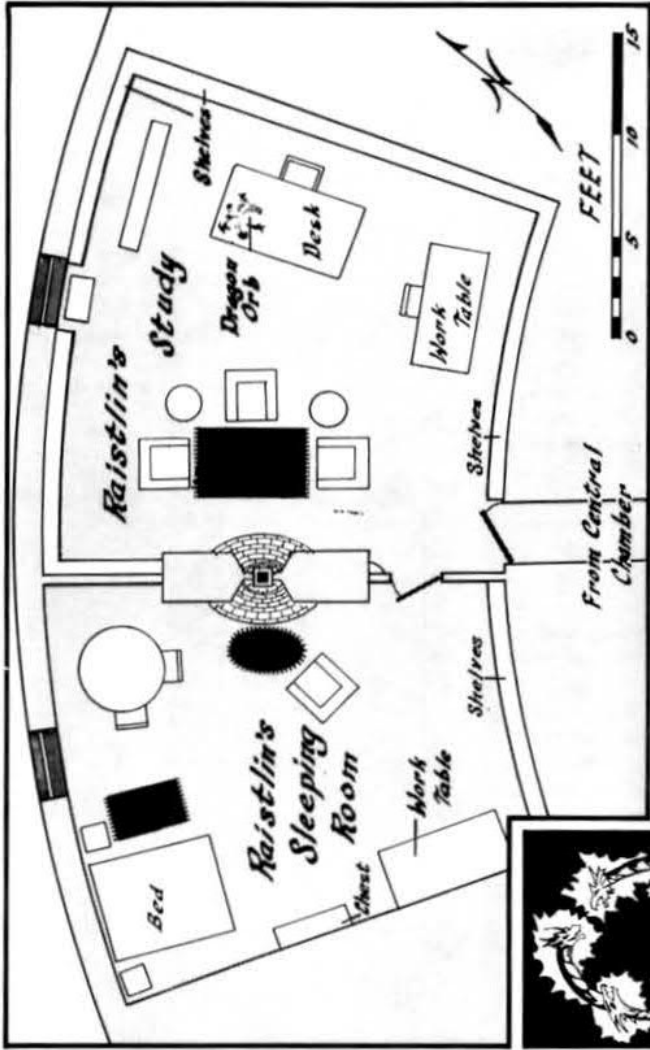 Raistlin's
Study
Shelves
Dragon
Orb
Desk
Work
Table
Shelves
N
FEET
0 5 10 15
From Central
Chamber
Raistlin's
Sleeping
Room
Shelves
Work
Table
Chest
Bed